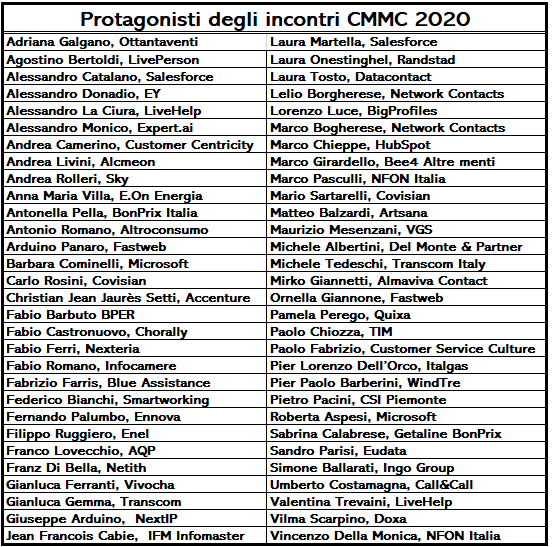 Protagonisti degli incontri CMMC 2020
Adriana Galgano, Ottantaventi
Agostino Bertoldi, LivePerson
Alessandro Catalano, Salesforce
Alessandro Donadio, EY
Alessandro La Ciura, LiveHelp
Alessandro Monico, Expert.ai
Andrea Camerino, Customer Centricity
Andrea Livini, Alcmeon
Andrea Rolleri, Sky
Anna Maria Villa, E.On Energia
Antonella Pella, BonPrix Italia
Antonio Romano, Altroconsumo
Arduino Panaro, Fastweb
Barbara Cominelli, Microsoft
Carlo Rosini, Covisian
Christian Jean Jaurès Setti, Accenture
Fabio Barbuto BPER
Fabio Castronuovo, Chorally
Fabio Ferri, Nexteria
Fabio Romano, Infocamere
Fabrizio Farris, Blue Assistance
Federico Bianchi, Smartworking
Fernando Palumbo, Ennova
Filippo Ruggiero, Enel
Franco Lovecchio, AQP
Franz Di Bella, Netith
Gianluca Ferranti, Vivocha
Gianluca Gemma, Transcom
Giuseppe Arduino,  NextIP
Jean Francois Cabie,  IFM Infomaster
Laura Martella, Salesforce
Laura Onestinghel, Randstad
Laura Tosto, Datacontact
Lelio Borgherese, Network Contacts
Lorenzo Luce, BigProfiles
Marco Bogherese, Network Contacts
Marco Chieppe, HubSpot
Marco Girardello, Bee4 Altre menti
Marco Pasculli, NFON Italia
Mario Sartarelli, Covisian
Matteo Balzardi, Artsana
Maurizio Mesenzani, VGS
Michele Albertini, Del Monte & Partner
Michele Tedeschi, Transcom Italy
Mirko Giannetti, Almaviva Contact
Ornella Giannone, Fastweb
Pamela Perego, Quixa
Paolo Chiozza, TIM
Paolo Fabrizio, Customer Service Culture
Pier Lorenzo Dell'Orco, Italgas
Pier Paolo Barberini, WindTre
Pietro Pacini, CSI Piemonte
Roberta Aspesi, Microsoft
Sabrina Calabrese, Getaline BonPrix
Sandro Parisi, Eudata
Simone Ballarati, Ingo Group
Umberto Costamagna, Call&Call
Valentina Trevaini, LiveHelp
Vilma Scarpino, Doxa
Vincenzo Della Monica, NFON Italia